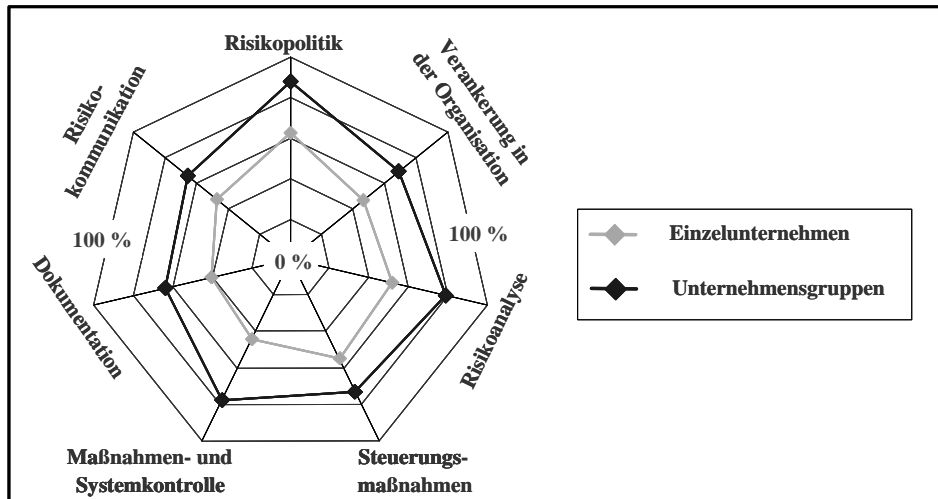 Risikopolitik
Verankerung in
der Organisation
Risiko-
kommunikation
100 %
0 %
100 %
Dokumentation
Risikoanalyse
Maßnahmen- und
Systemkontrolle
Steuerungs-
maßnahmen
Einzelunternehmen
Unternehmensgruppen